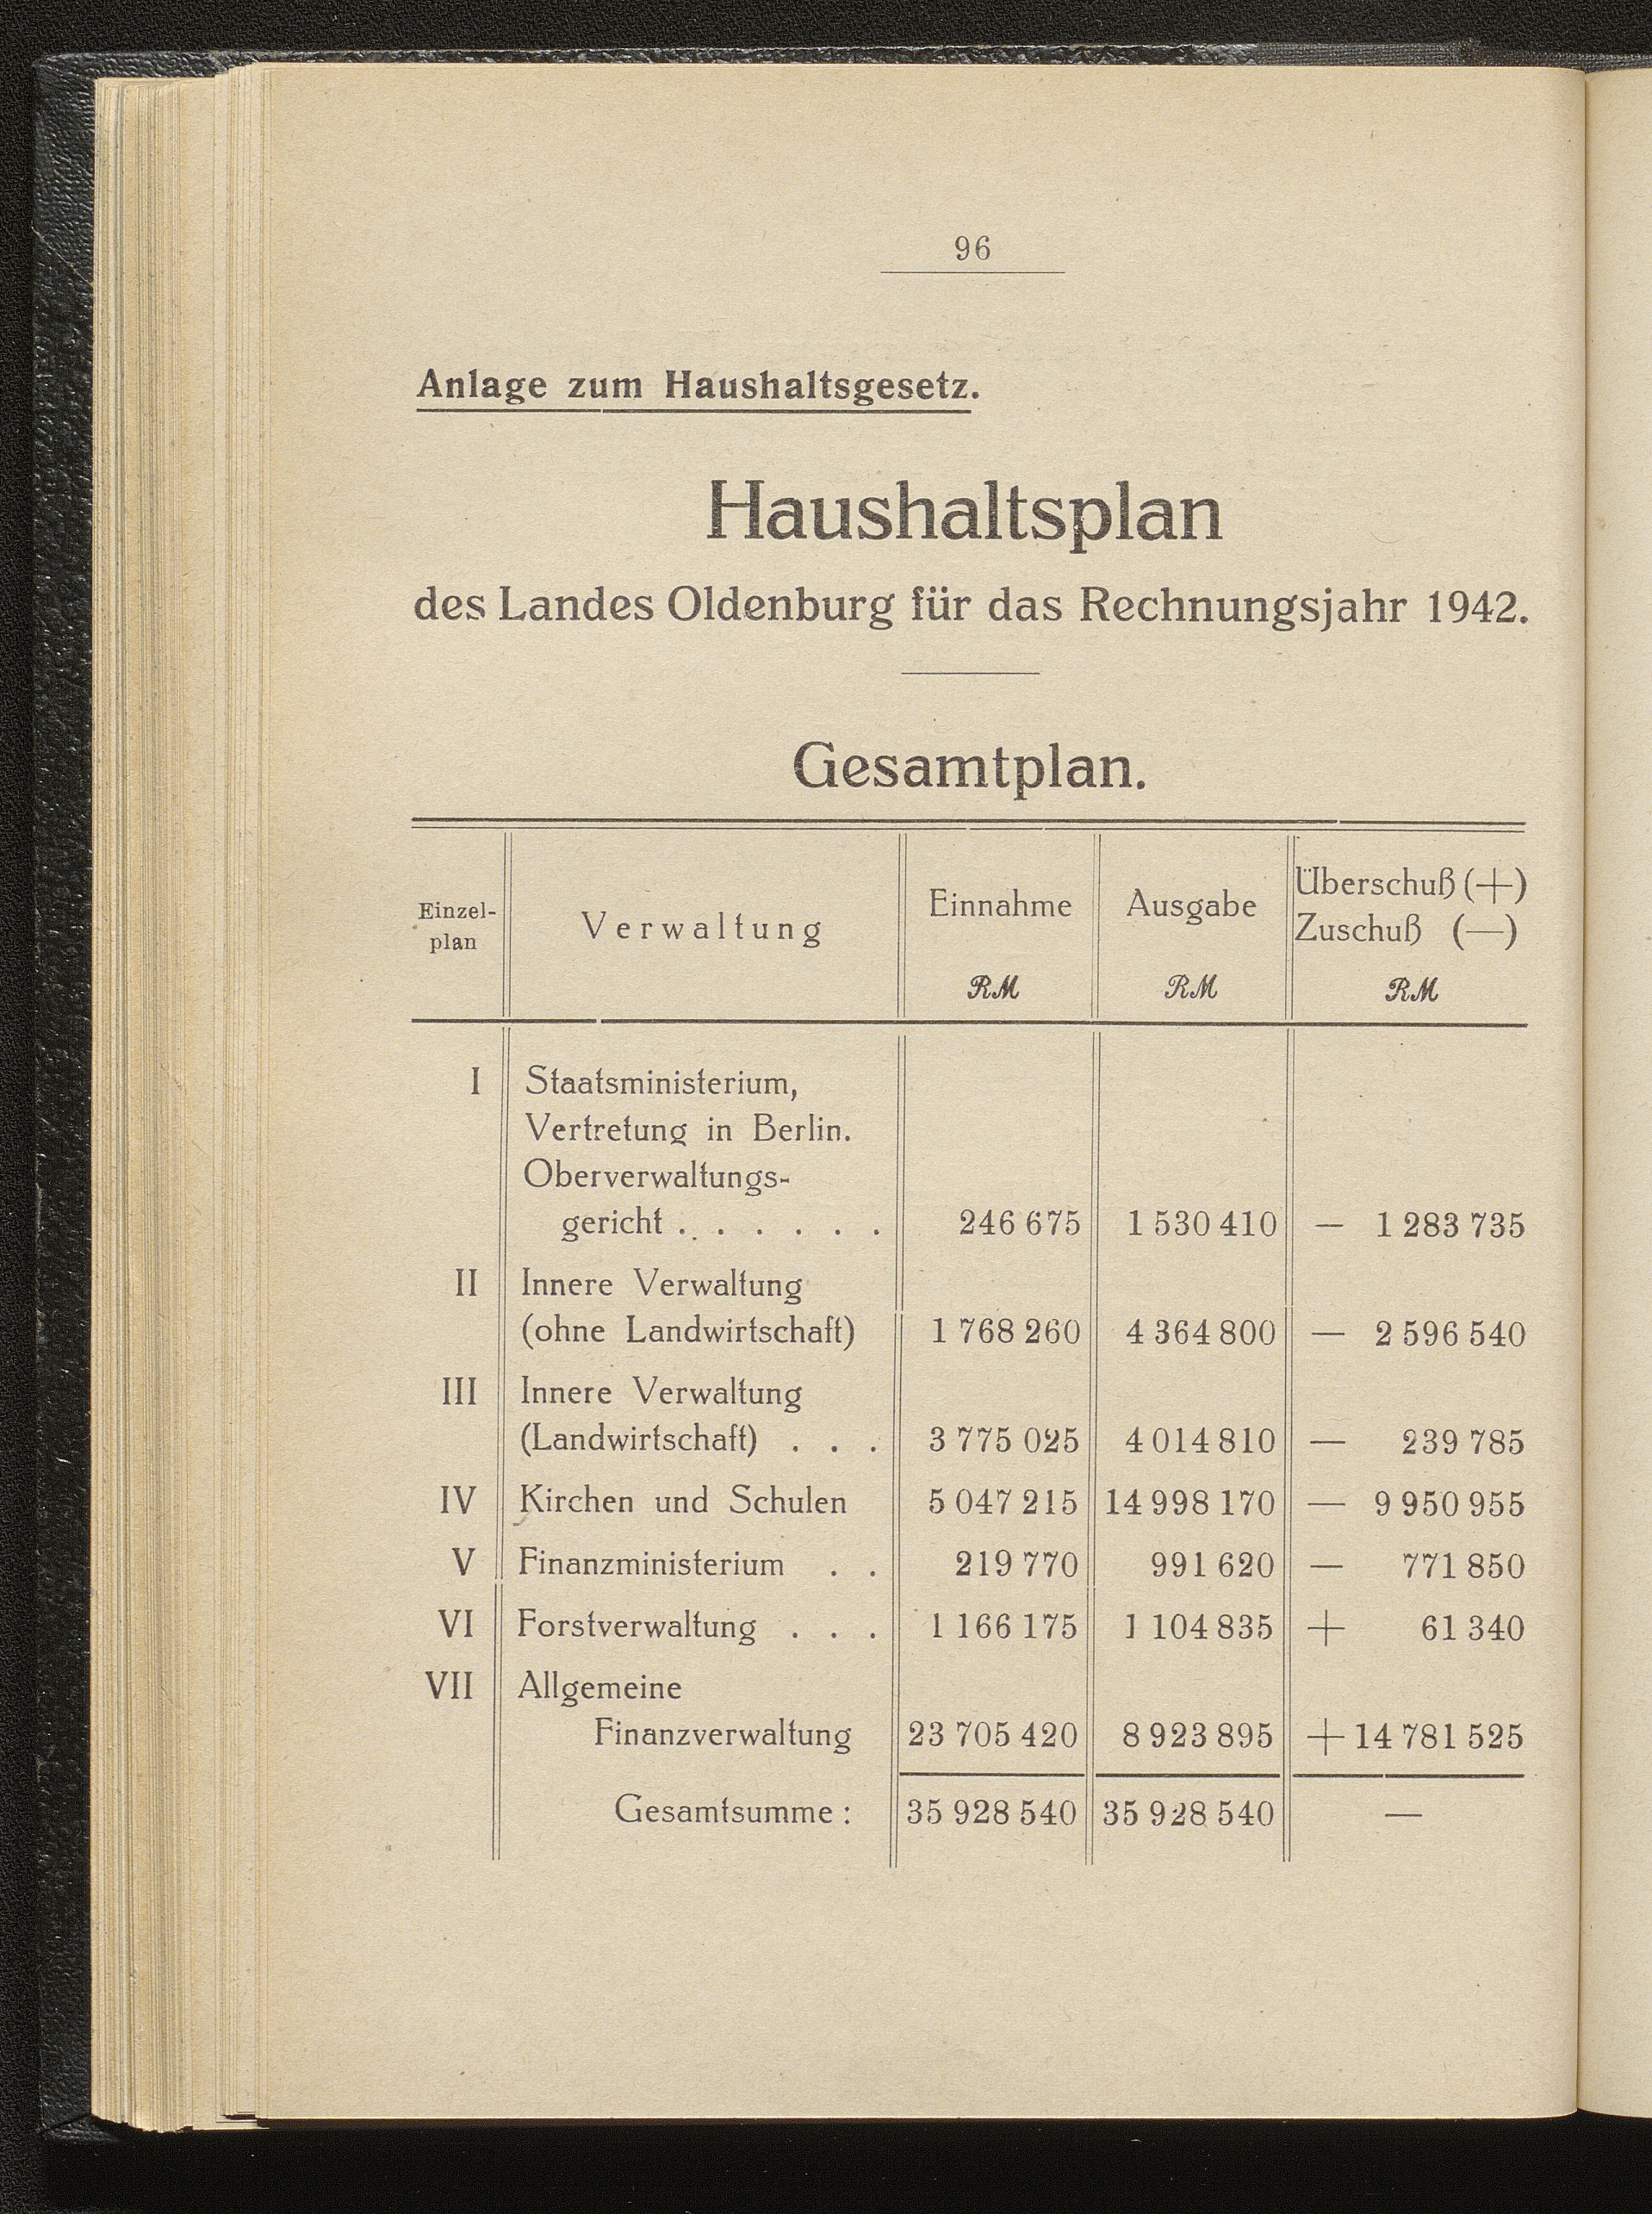 96
Anlage zum Haushaltsgesetz.
Haushaltsplan
des Landes Oldenburg für das Rechnungsjahr 1942.
Gesamtplan.
Einzel-
plan
Verwaltung
Einnahme
RM
Ausgabe
RM
Überschuß (+)
Zuschuß (—)
RM
I Staatsministerium,
Vertretung in Berlin.
Oberverwaltungs-
gericht . . . . . . 246 675 1 530 410 — 1 283 735
II Innere Verwaltung
(ohne Landwirtschaft) 1 768 260 4 364 800 — 2 596 540
III Innere Verwaltung
(Landwirtschaft) . . . 3 775 025 4 014 810 — 239 785
IV Kirchen und Schulen 5 047 215 14 998 170 — 9 950 955
V Finanzministerium . . 219 770 991 620 — 771 850
VI Forstverwaltung . . . 1 166 175 1 104 835 + 61 340
VII Allgemeine
Finanzverwaltung 23 705 420 8 923 895 + 14 781 525
Gesamtsumme : 35 928 540 35 928 540 —